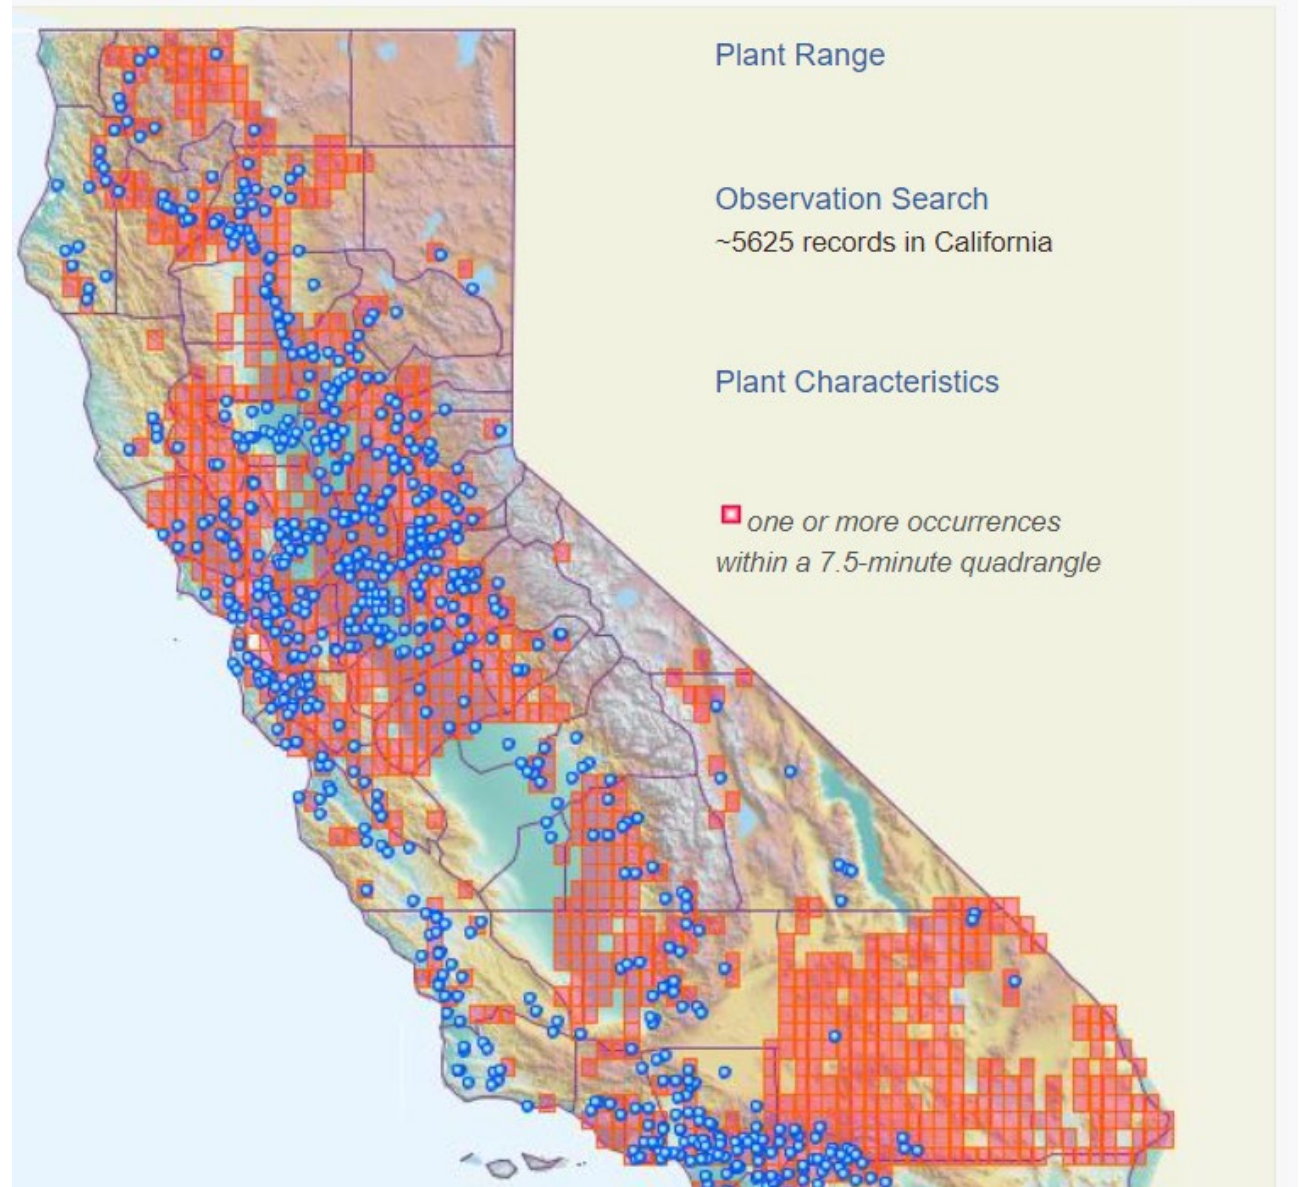 Plant Range
Observation Search
~5625 records in California
Plant Characteristics
one or more occurrences
within a 7.5-minute quadrangle